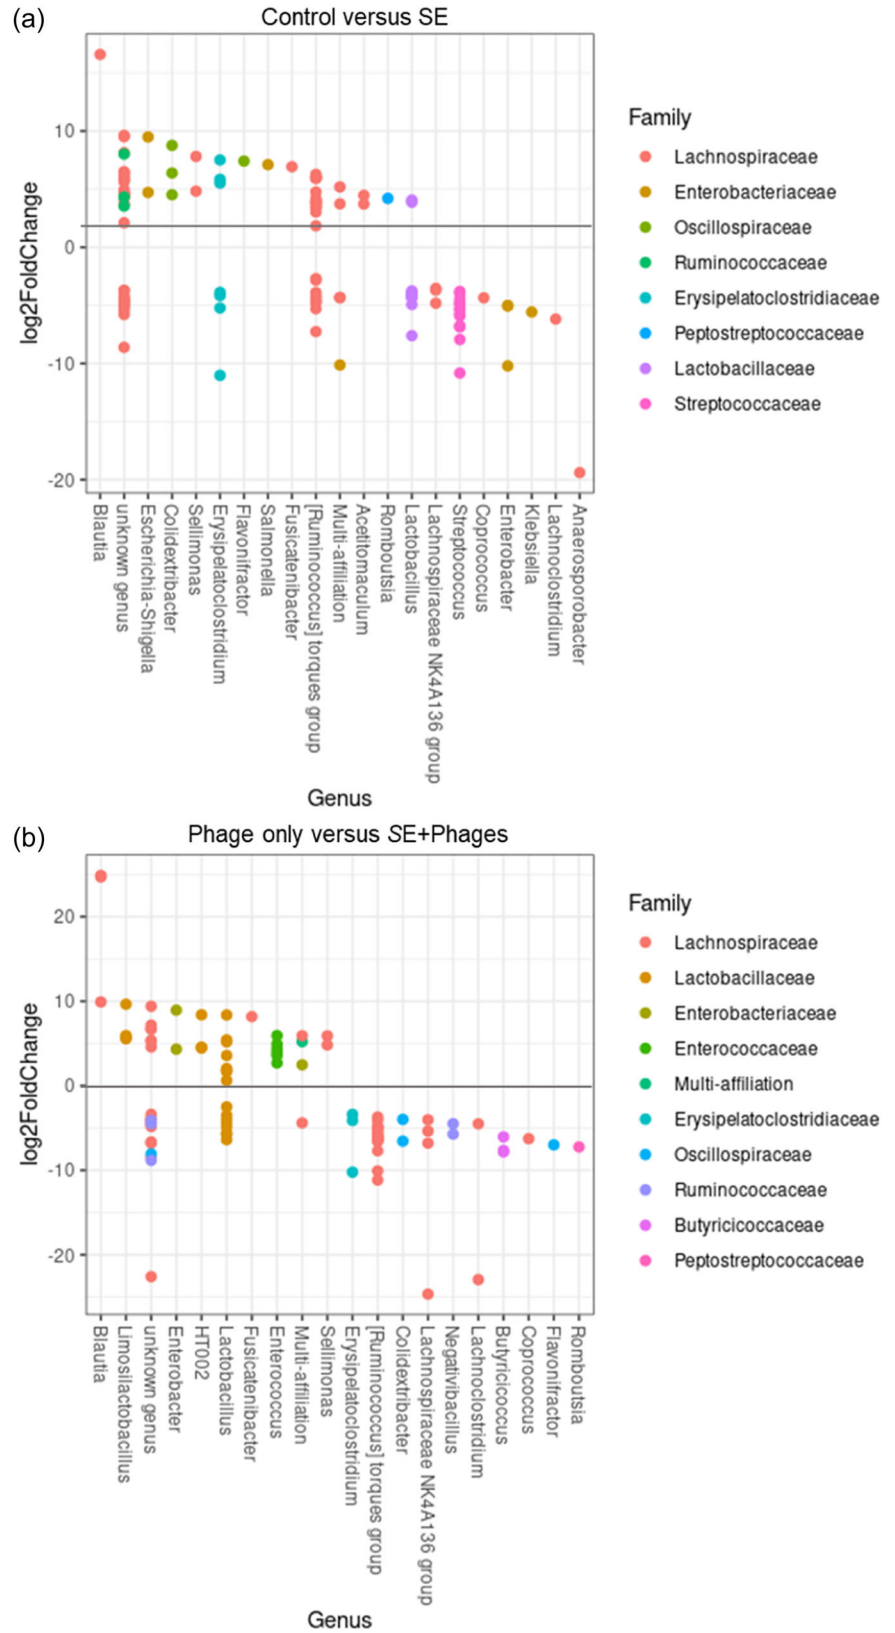 (a)
Control versus SE
log2FoldChange
10
0
-10
-20
Blautia
unknown genus
Escherichia-Shigella
Colidextribacter
Sellimonas
Erysipelatoclostridium
Flavonifractor
Salmonella
Fusicatenibacter
[Ruminococcus] torques group
Multi-affiliation
Acetitomaculum
Romboutsia
Lactobacillus
Lachnospiraceae NK4A136 group
Streptococcus
Coprococcus
Enterobacter
Klebsiella
Lachnoclostridium
Anaerosporobacter
Genus
Family
Lachnospiraceae
Enterobacteriaceae
Oscillospiraceae
Ruminococcaceae
Erysipelatoclostridiaceae
Peptostreptococcaceae
Lactobacillaceae
Streptococcaceae
(b)
Phage only versus SE+Phages
log2FoldChange
20
10
0
-10
-20
Blautia
Limosilactobacillus
unknown genus
Enterobacter
HT002
Lactobacillus
Fusicatenibacter
Enterococcus
Multi-affiliation
Sellimonas
Erysipelatoclostridium
[Ruminococcus] torques group
Colidextribacter
Lachnospiraceae NK4A136 group
Negativibacillus
Lachnoclostridium
Butyricicoccus
Coprococcus
Flavonifractor
Romboutsia
Genus
Family
Lachnospiraceae
Lactobacillaceae
Enterobacteriaceae
Enterococcaceae
Multi-affiliation
Erysipelatoclostridiaceae
Oscillospiraceae
Ruminococcaceae
Butyricicoccaceae
Peptostreptococcaceae